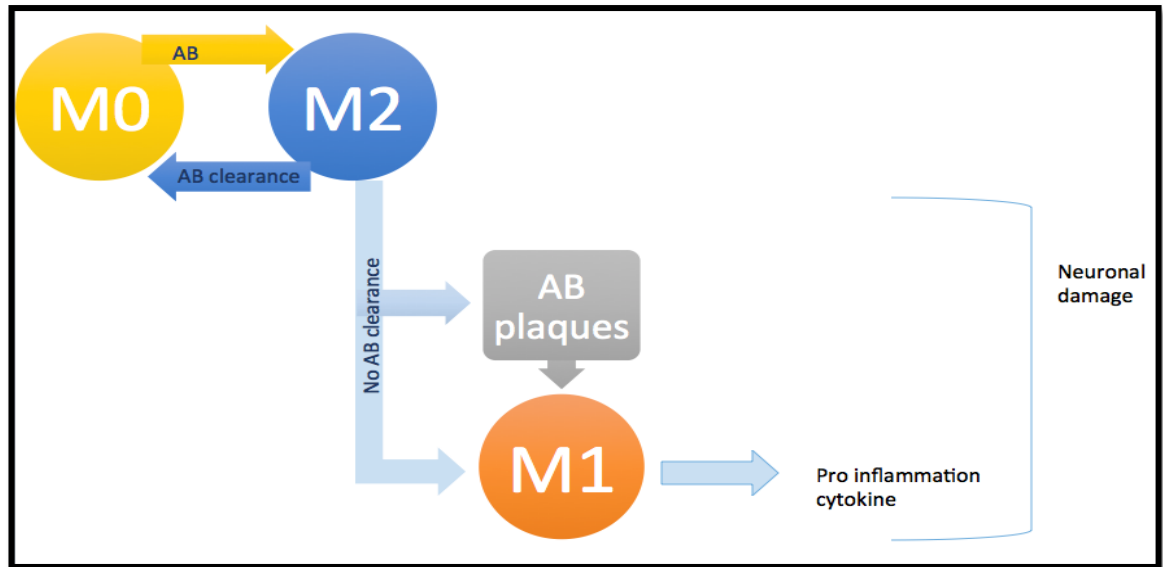 AB
M0
M2
AB clearance
No AB clearance
AB
plaques
Neuronal
damage
M1
Pro inflammation
cytokine